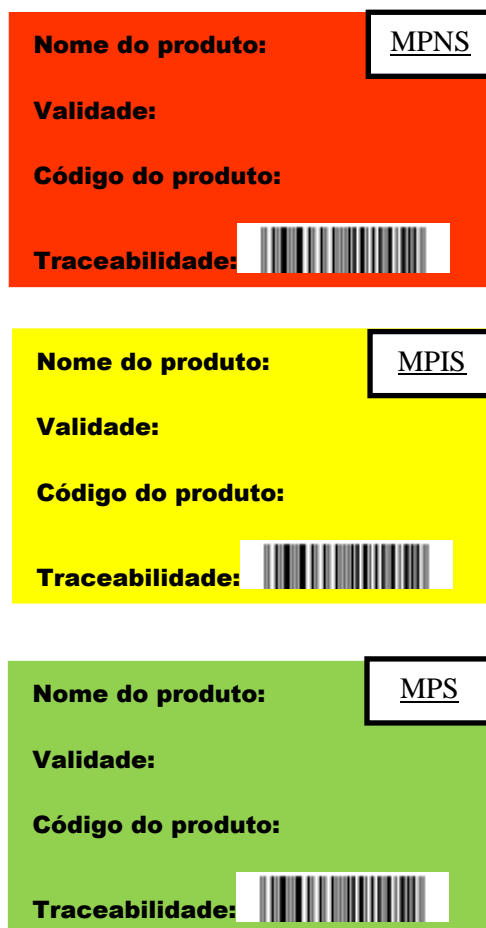 Nome do produto:
MPNS
Validade:
Código do produto:
Traceabilidade:
Nome do produto:
MPIS
Validade:
Código do produto:
Traceabilidade:
Nome do produto:
MPS
Validade:
Código do produto:
Traceabilidade: